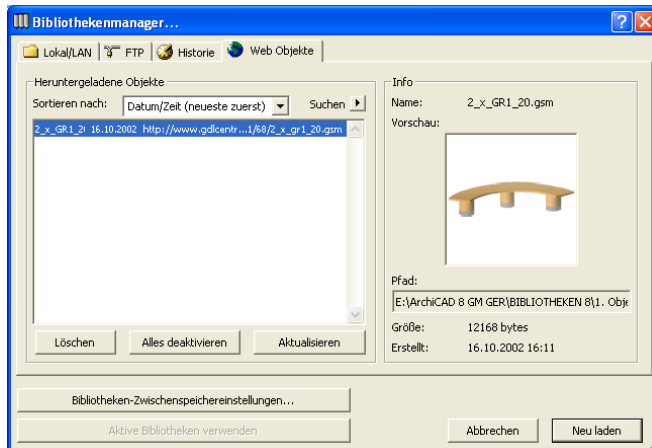 Bibliothekenmanager...
Lokal/LAN FTP Historie Web Objekte
Heruntergeladene Objekte
Sortieren nach: Datum/Zeit (neueste zuerst) Suchen
2_x_GR1_2( 16.10.2002 http://www.gdlcentr...1/68/2_x_gr1_20.gsm
Löschen Alles deaktivieren Aktualisieren
Info
Name: 2_x_GR1_20.gsm
Vorschau:
Pfad:
E:\ArchiCAD 8 GM GER\BIBLIOTHEKEN 8\1. Obje
Größe: 12168 bytes
Erstellt: 16.10.2002 16:11
Bibliotheken-Zwischenspeichereinstellungen...
Aktive Bibliotheken verwenden
Abbrechen Neu laden